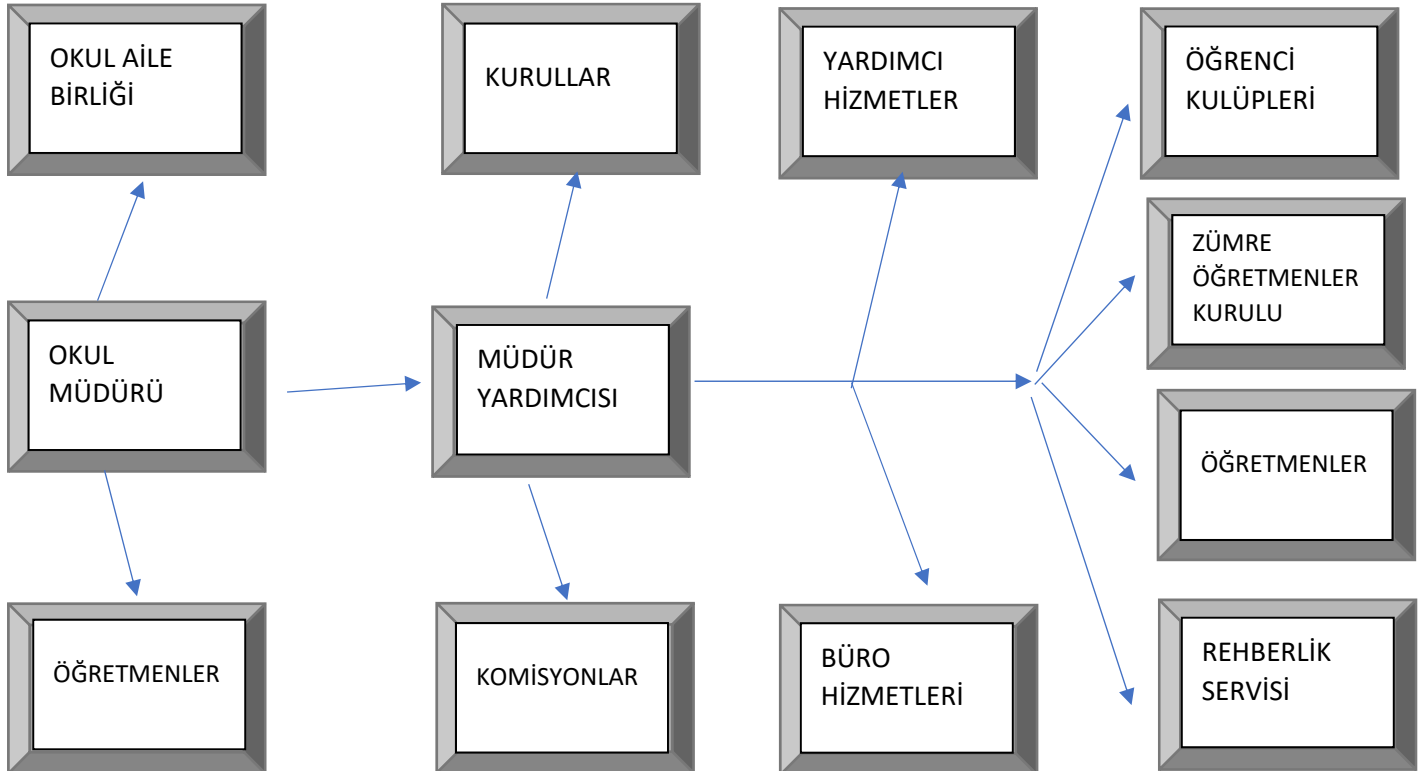 OKUL AİLE
BİRLİĞİ
KURULLAR
YARDIMCI
HİZMETLER
ÖĞRENCİ
KULÜPLERİ
ZÜMRE
ÖĞRETMENLER
KURULU
OKUL
MÜDÜRÜ
MÜDÜR
YARDIMCISI
ÖĞRETMENLER
ÖĞRETMENLER
KOMİSYONLAR
BÜRO
HİZMETLERİ
REHBERLİK
SERVİSİ